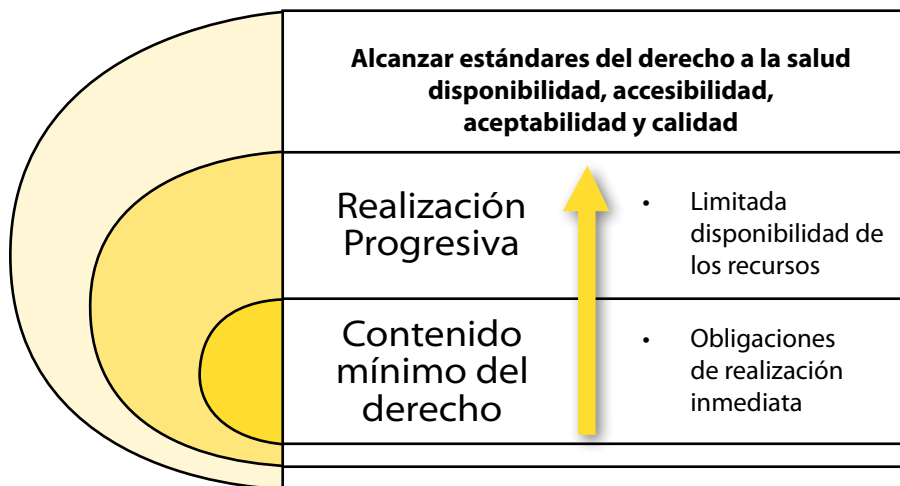 Alcanzar estándares del derecho a la salud
disponibilidad, accesibilidad,
aceptabilidad y calidad
Realización
Progresiva
• Limitada
disponibilidad de
los recursos
Contenido
mínimo del
derecho
• Obligaciones
de realización
inmediata